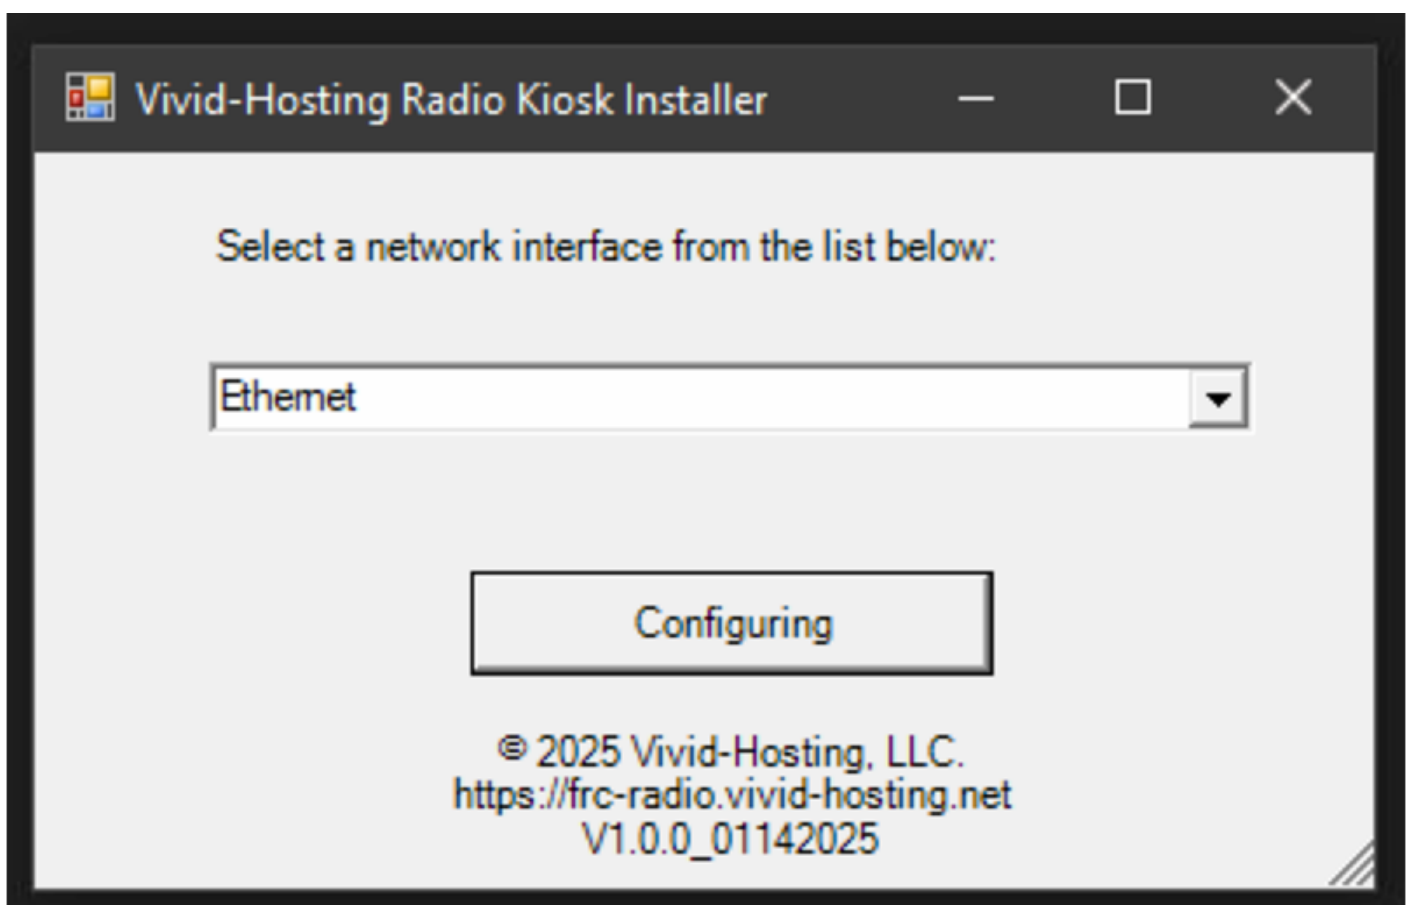 Vivid-Hosting Radio Kiosk Installer
Select a network interface from the list below:
Ethernet
Configuring
© 2025 Vivid-Hosting, LLC.
https://frc-radio.vivid-hosting.net
V1.0.0_01142025